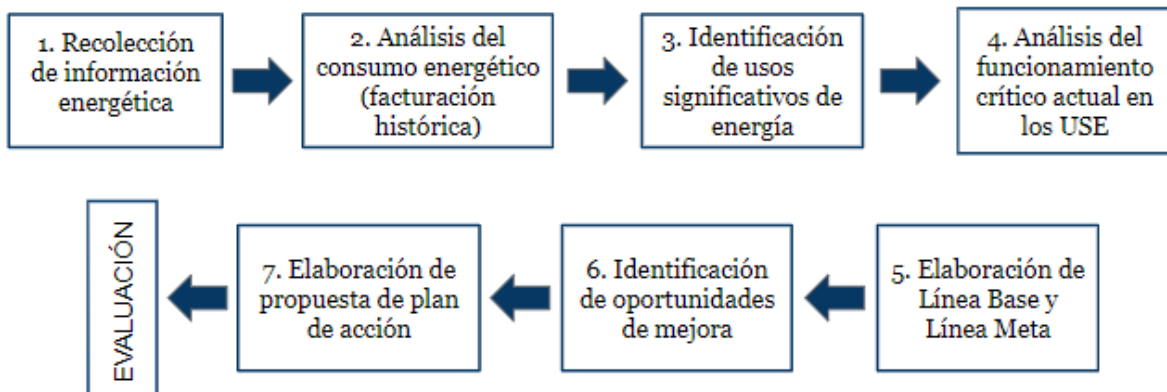 1. Recolección
de información
energética
2. Análisis del
consumo energético
(facturación
histórica)
3. Identificación
de usos
significativos de
energía
4. Análisis del
funcionamiento
crítico actual en
los USE
5. Elaboración de
Línea Base y
Línea Meta
6. Identificación
de oportunidades
de mejora
7. Elaboración de
propuesta de plan
de acción
EVALUACIÓN